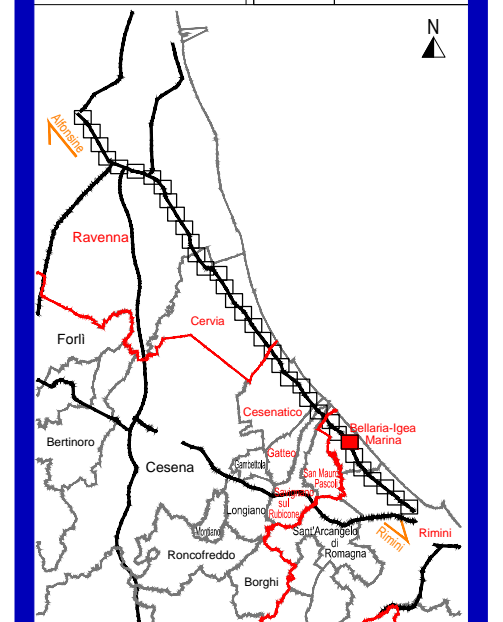 N
Alfonsine
Ravenna
Cervia
Forlì
Cesenatico
Bellaria-Igea
Marina
Bertinoro
Gatteo
Gambettola
Cesena
San Mauro
Pascoli
Savignano
sul
Rubicone
Longiano
Montiano
Sant'Arcangelo
di
Romagna
Rimini
Rimini
Roncofreddo
Borghi